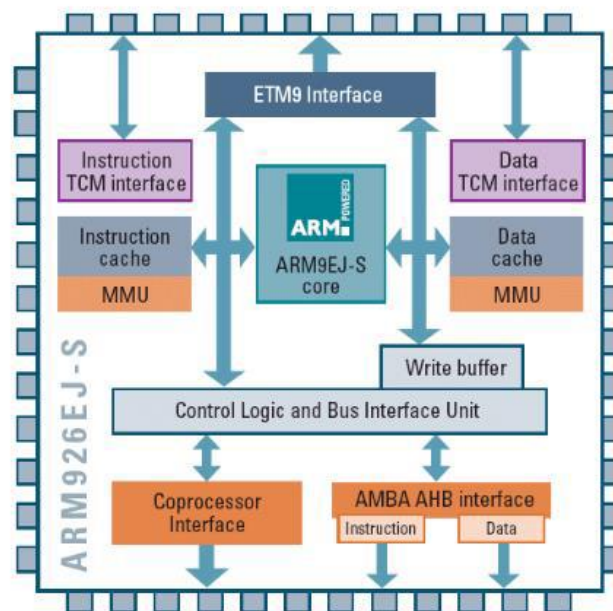 ETM9 Interface
Instruction
TCM interface
Data
TCM interface
ARM
POWERED
ARM9EJ-S
core
Instruction
cache
MMU
Data
cache
MMU
Write buffer
Control Logic and Bus Interface Unit
Coprocessor
Interface
AMBA AHB interface
Instruction
Data
ARM926EJ-S